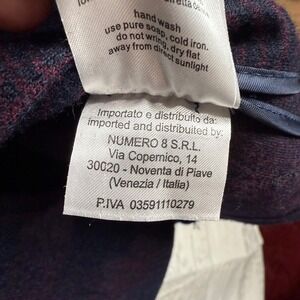 hand wash
use pure soap, cold iron.
do not wring, dry flat
away from direct sunlight
Importato e distribuito da:
imported and distribuited by:
NUMERO 8 S.R.L.
Via Copernico, 14
30020 - Noventa di Piave
(Venezia / Italia)
P.IVA 03591110279